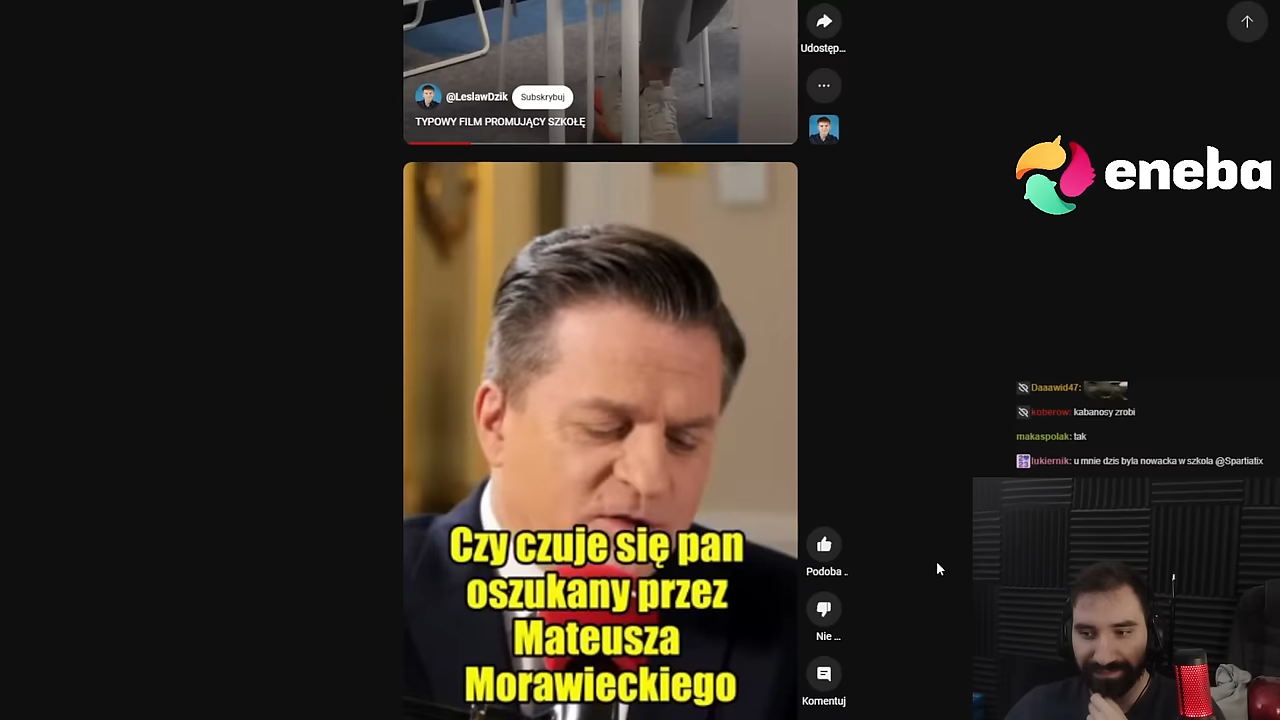 @LeslawDzik Subskrybuj
TYPOWY FILM PROMUJĄCY SZKOŁĘ
Udostęp...
Czy czuje się pan
oszukany przez
Mateusza
Morawieckiego
Podoba ..
Nie ...
Komentuj
eneba
Daaawid47:
koberow: kabanosy zrobi
makaspolak: tak
lukiernik: u mnie dzis byla nowacka w szkola @Spartiatix